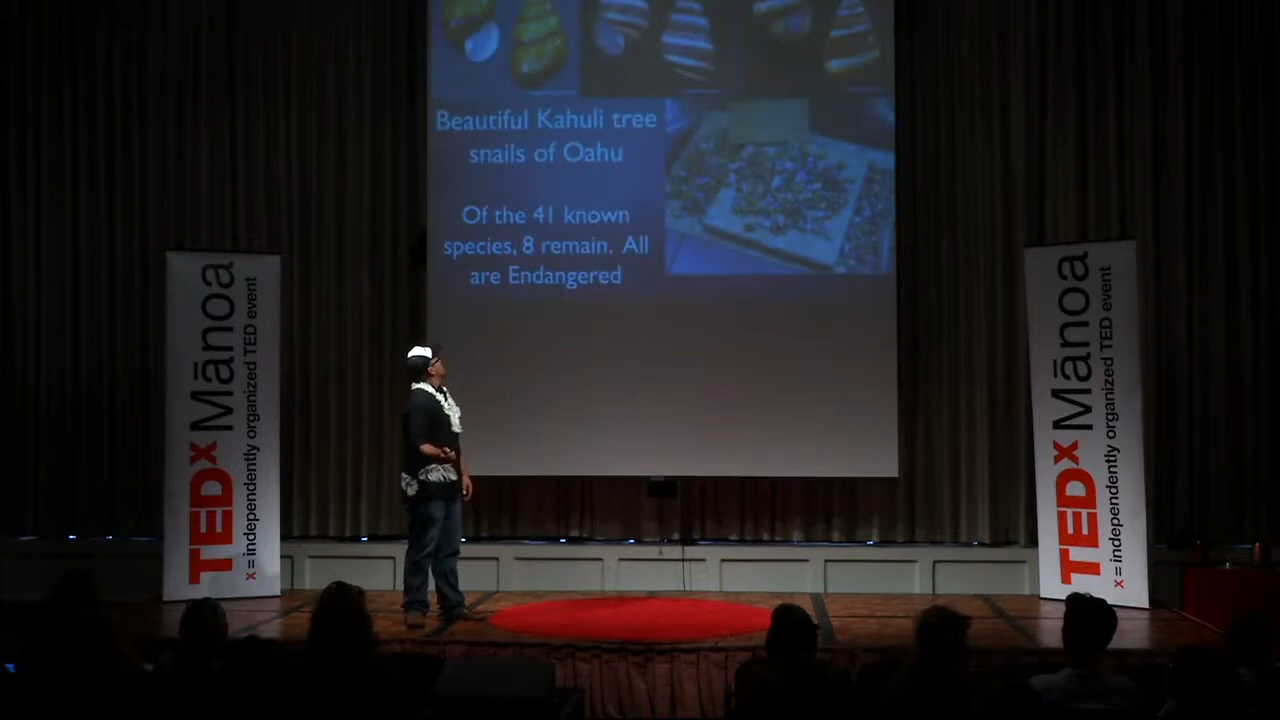 Beautiful Kahuli tree
snails of Oahu
Of the 41 known
species, 8 remain. All
are Endangered
TEDxMānoa
x = independently organized TED event
TEDxMānoa
x = independently organized TED event